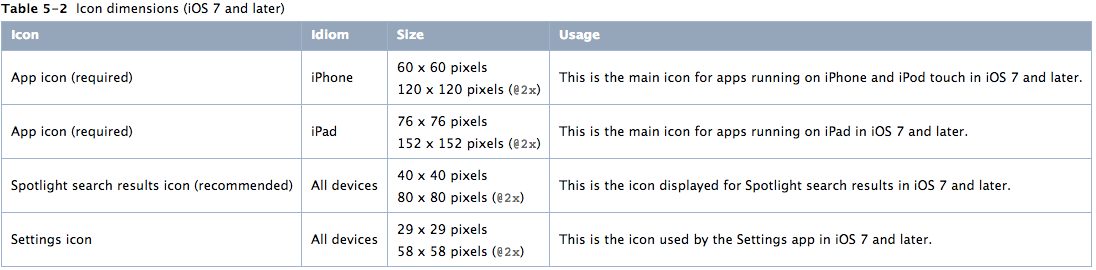 Table 5-2 Icon dimensions (iOS 7 and later)
Icon Idiom Size Usage
App icon (required) iPhone 60 x 60 pixels This is the main icon for apps running on iPhone and iPod touch in iOS 7 and later.
120 x 120 pixels (@2x)
App icon (required) iPad 76 x 76 pixels This is the main icon for apps running on iPad in iOS 7 and later.
152 x 152 pixels (@2x)
Spotlight search results icon (recommended) All devices 40 x 40 pixels This is the icon displayed for Spotlight search results in iOS 7 and later.
80 x 80 pixels (@2x)
Settings icon All devices 29 x 29 pixels This is the icon used by the Settings app in iOS 7 and later.
58 x 58 pixels (@2x)